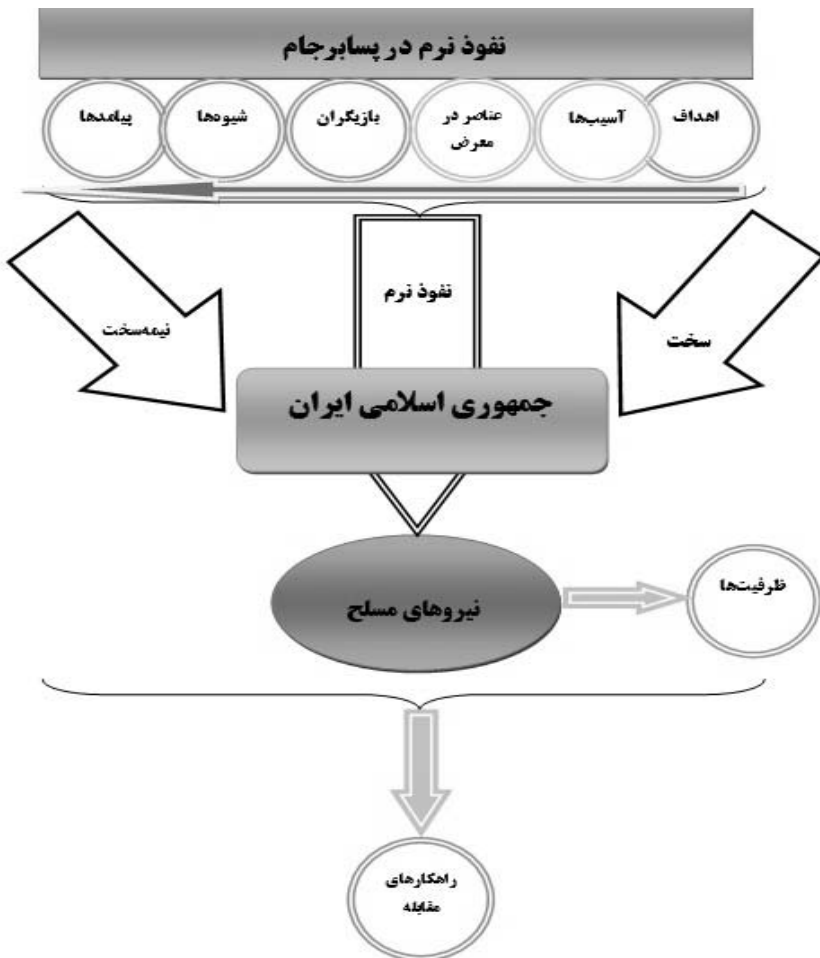 نفوذ نرم در پسابرجام
اهداف
آسیب‌ها
عناصر در
معرض
بازیگران
شیوه‌ها
پیامدها
سخت
نفوذ نرم
نیمه‌سخت
جمهوری اسلامی ایران
نیروهای مسلح
ظرفیت‌ها
راهکارهای
مقابله